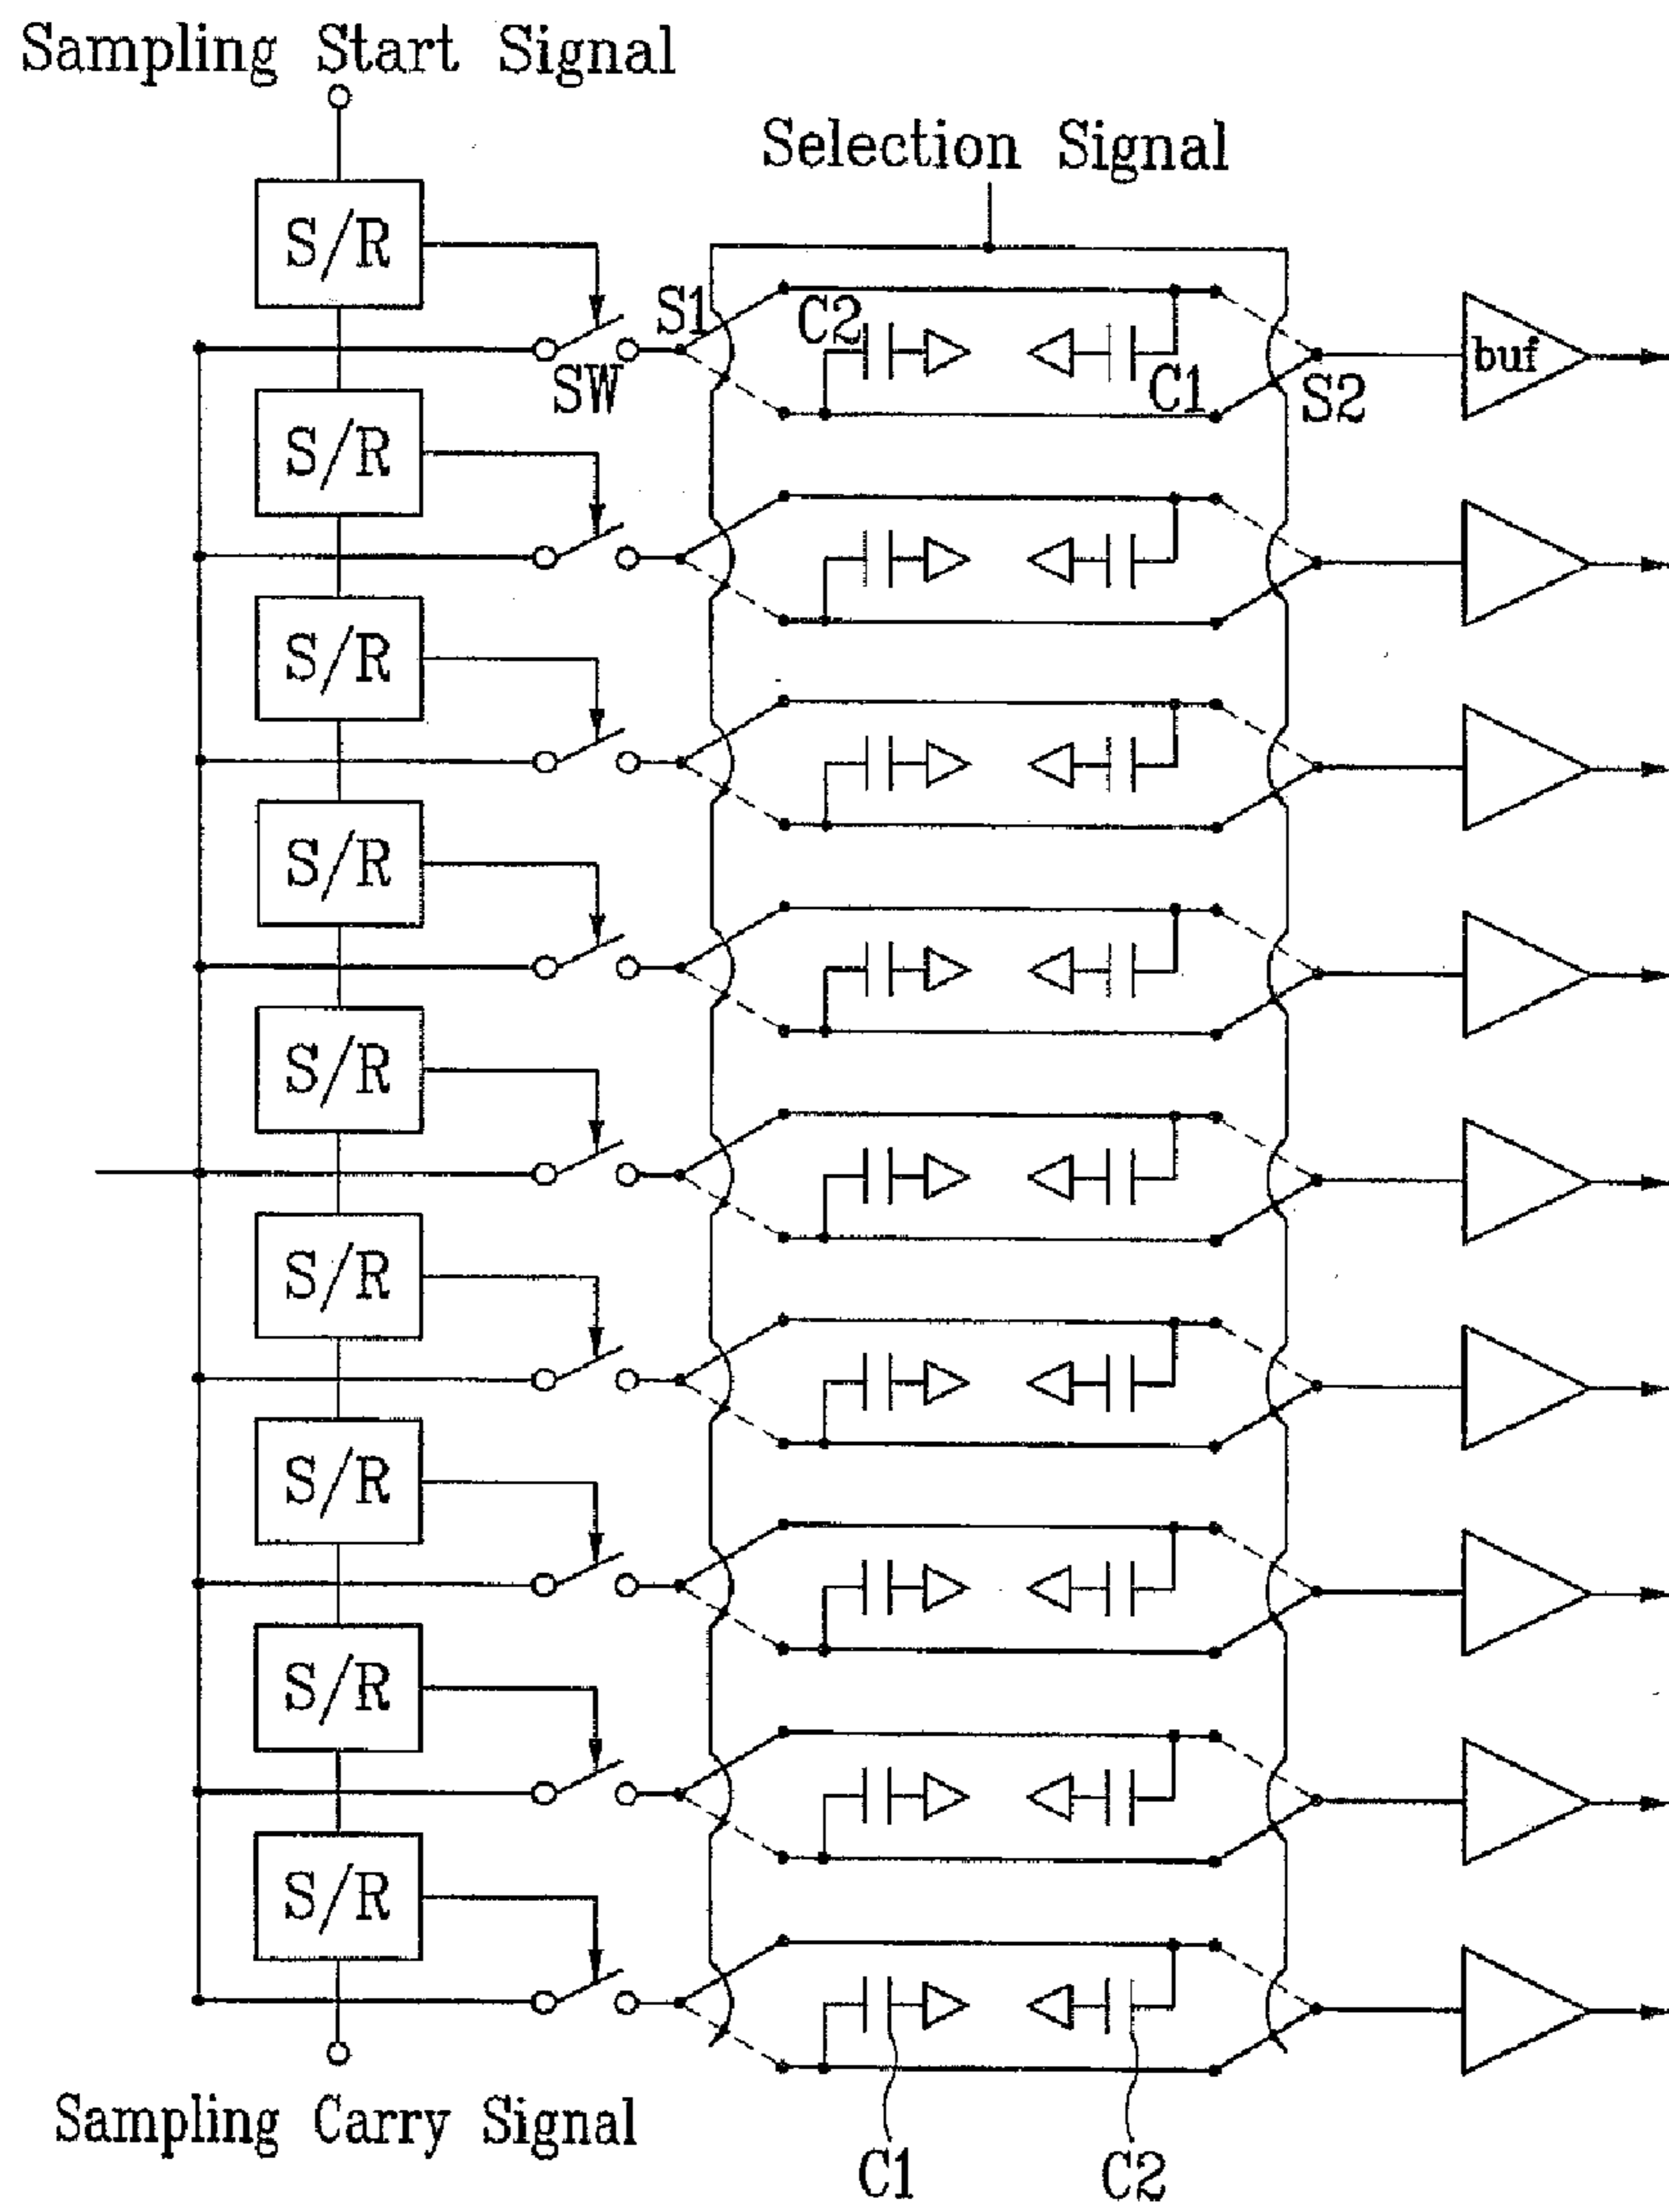 Sampling Start Signal
Selection Signal
S/R
S1
C2
SW
C1
S2
buf
S/R
S/R
S/R
S/R
S/R
S/R
S/R
S/R
Sampling Carry Signal
C1
C2